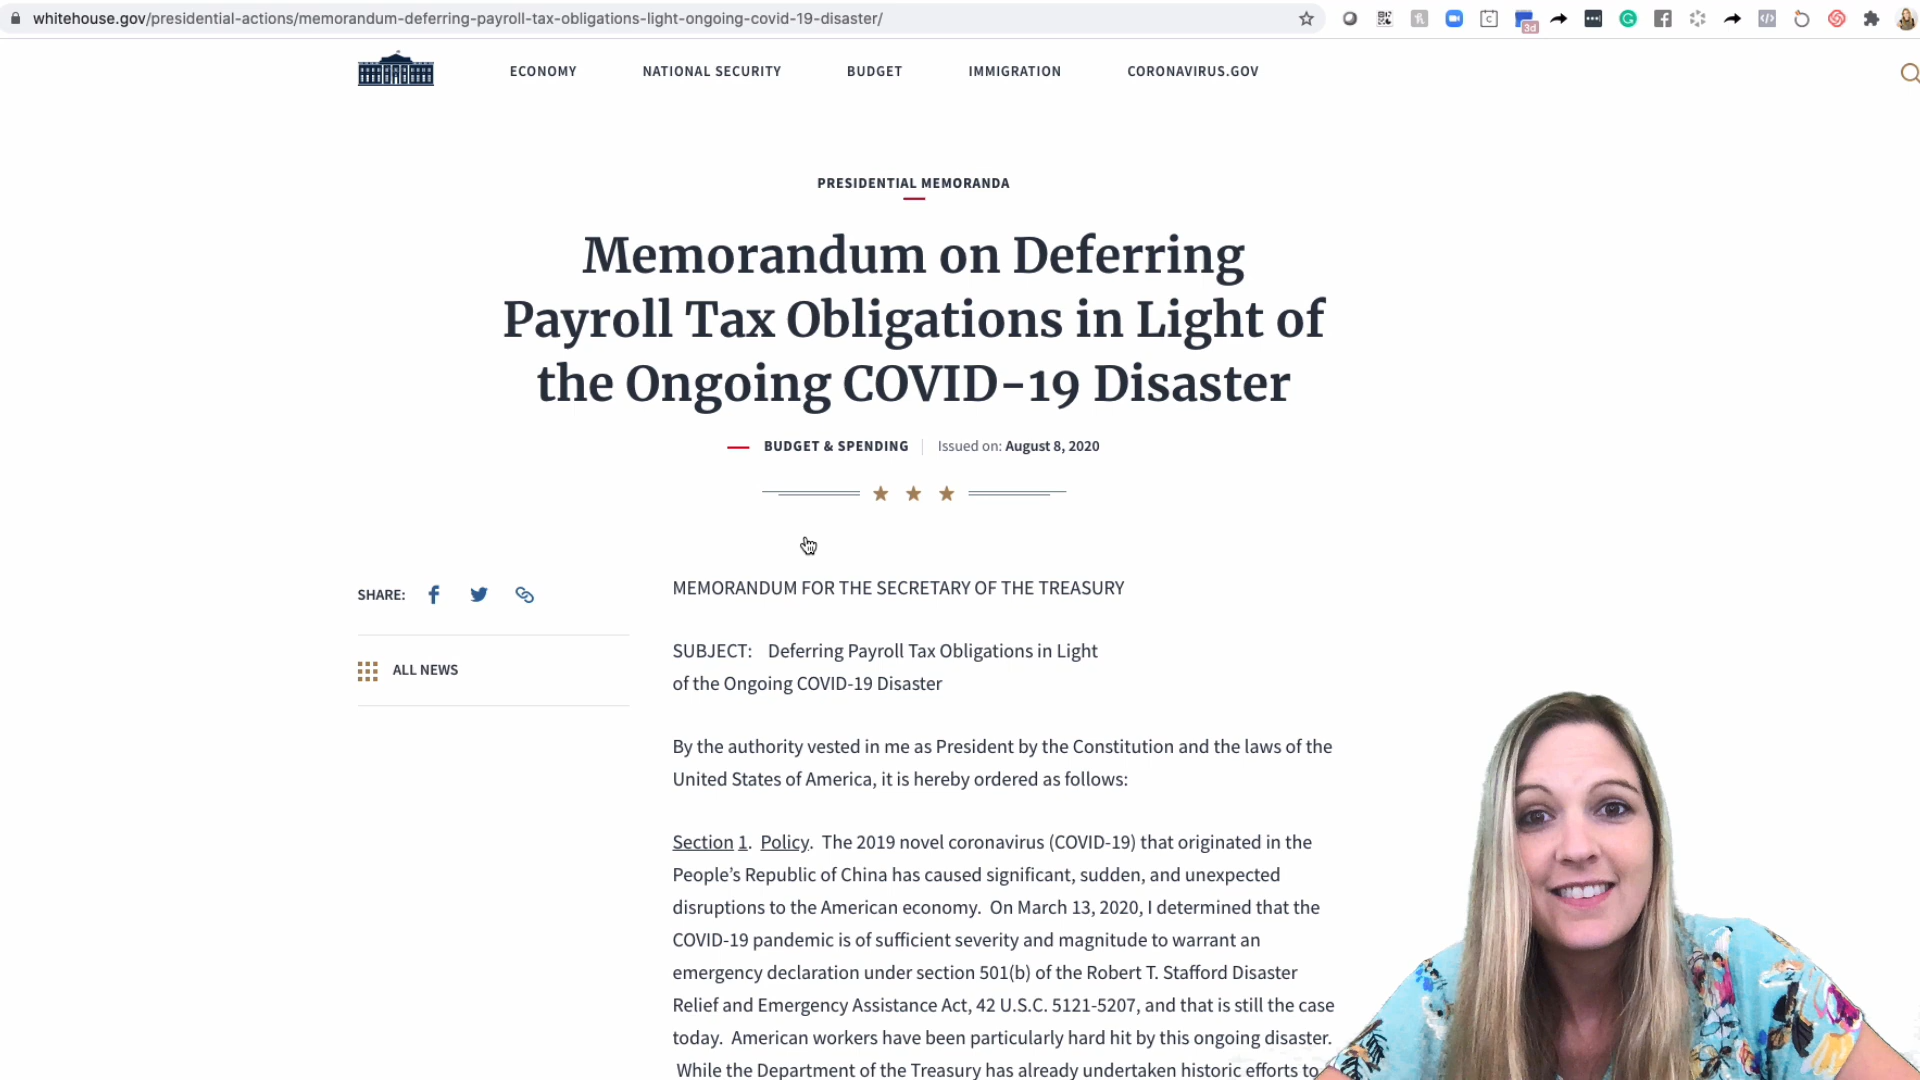 whitehouse.gov/presidential-actions/memorandum-deferring-payroll-tax-obligations-light-ongoing-covid-19-disaster/
3d
ECONOMY NATIONAL SECURITY BUDGET IMMIGRATION CORONAVIRUS.GOV
PRESIDENTIAL MEMORANDA
Memorandum on Deferring
Payroll Tax Obligations in Light of
the Ongoing COVID-19 Disaster
BUDGET & SPENDING Issued on: August 8, 2020
SHARE:
ALL NEWS
MEMORANDUM FOR THE SECRETARY OF THE TREASURY
SUBJECT: Deferring Payroll Tax Obligations in Light
of the Ongoing COVID-19 Disaster
By the authority vested in me as President by the Constitution and the laws of the
United States of America, it is hereby ordered as follows:
Section 1. Policy. The 2019 novel coronavirus (COVID-19) that originated in the
People’s Republic of China has caused significant, sudden, and unexpected
disruptions to the American economy. On March 13, 2020, I determined that the
COVID-19 pandemic is of sufficient severity and magnitude to warrant an
emergency declaration under section 501(b) of the Robert T. Stafford Disaster
Relief and Emergency Assistance Act, 42 U.S.C. 5121-5207, and that is still the case
today. American workers have been particularly hard hit by this ongoing disaster.
While the Department of the Treasury has already undertaken historic efforts to